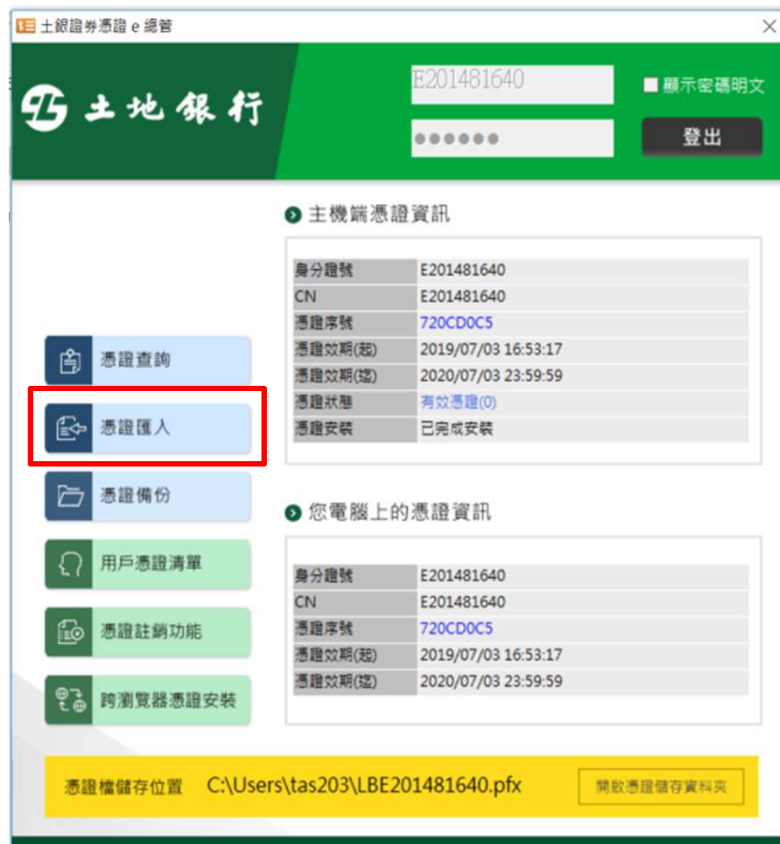 土銀證券憑證 e 總管
土地銀行
E201481640
顯示密碼明文
●●●●●●
登出
主機端憑證資訊
身分證號 E201481640
CN E201481640
憑證序號 720CD0C5
憑證效期(起) 2019/07/03 16:53:17
憑證效期(迄) 2020/07/03 23:59:59
憑證狀態 有效憑證(0)
憑證安裝 已完成安裝
憑證查詢
憑證匯入
憑證備份
用戶憑證清單
憑證註銷功能
跨瀏覽器憑證安裝
您電腦上的憑證資訊
身分證號 E201481640
CN E201481640
憑證序號 720CD0C5
憑證效期(起) 2019/07/03 16:53:17
憑證效期(迄) 2020/07/03 23:59:59
憑證檔儲存位置 C:\Users\tas203\LBE201481640.pfx 開啟憑證儲存資料夾